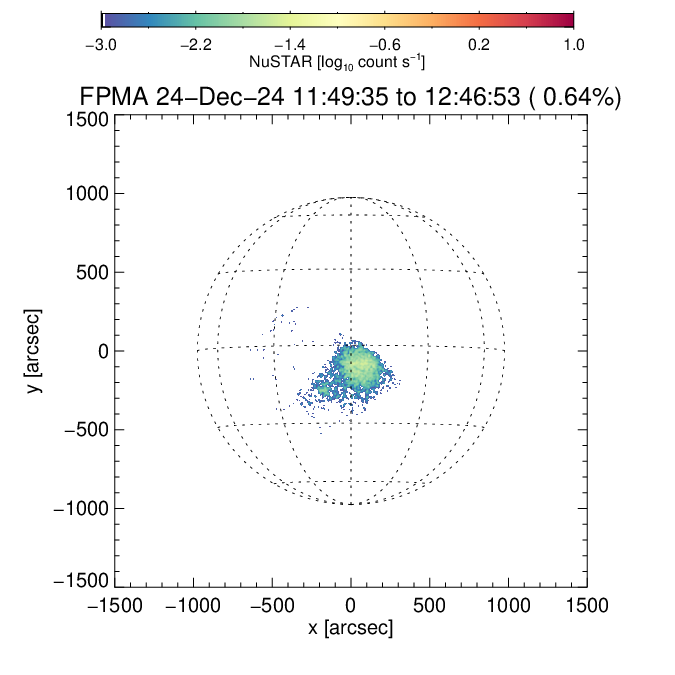 −3.0 −2.2 −1.4 −0.6 0.2 1.0
NuSTAR [log10 count s−1]
FPMA 24−Dec−24 11:49:35 to 12:46:53 ( 0.64%)
1500
1000
500
0
−500
−1000
−1500
y [arcsec]
−1500 −1000 −500 0 500 1000 1500
x [arcsec]